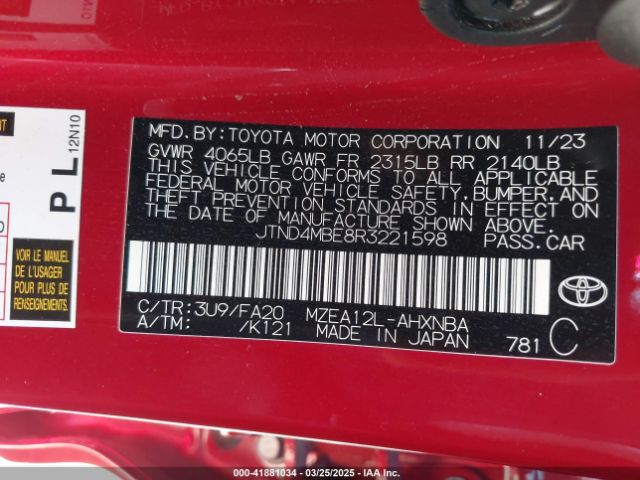 MFD. BY: TOYOTA MOTOR CORPORATION 11/23
GVWR 4065LB GAWR FR 2315LB RR 2140LB
THIS VEHICLE CONFORMS TO ALL APPLICABLE
FEDERAL MOTOR VEHICLE SAFETY, BUMPER, AND
THEFT PREVENTION STANDARDS IN EFFECT ON
THE DATE OF MANUFACTURE SHOWN ABOVE.
JTND4MBE8R3221598 PASS. CAR
C/TR: 3U9/FA20 MZEA12L-AHXNBA
A/TM: /K121 MADE IN JAPAN 781 C
TOYOTA
P L 12N10
VOIR LE MANUEL
DE L'USAGER
POUR PLUS DE
RENSEIGNEMENTS
000-41881034 | 03/25/2025 | IAA, Inc.